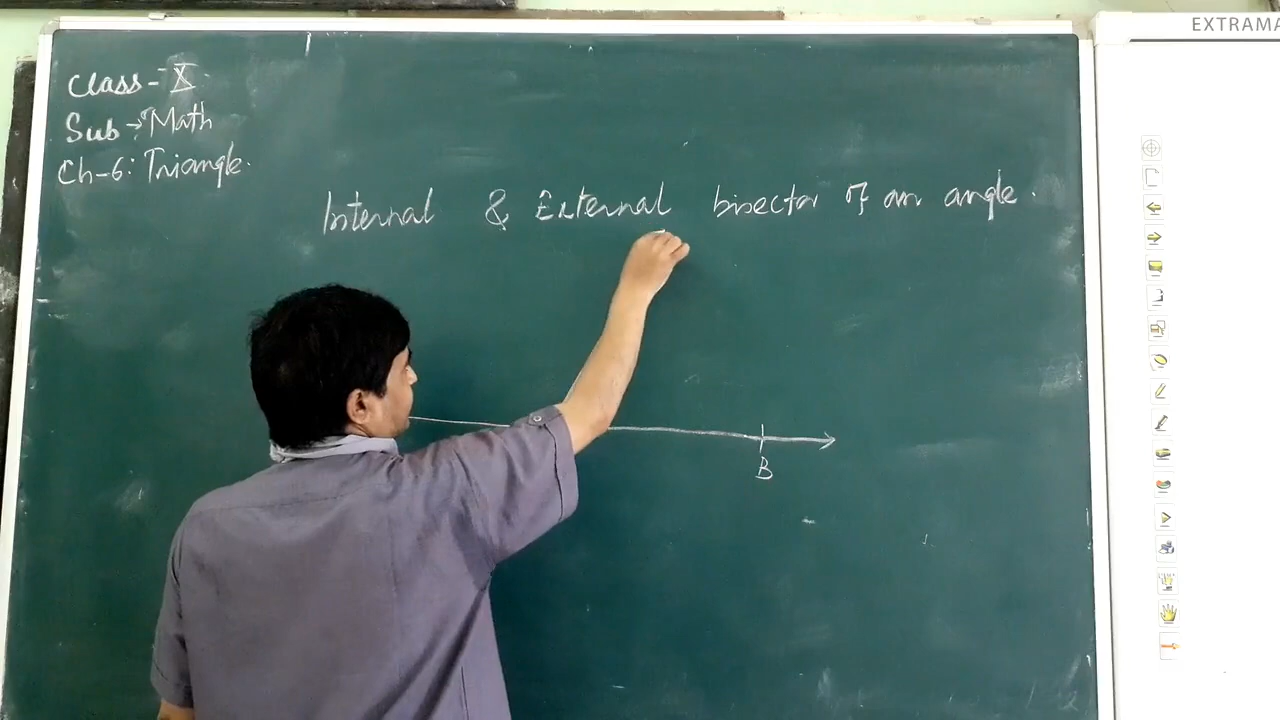 Class - X
Sub → Math
Ch-6: Triangle.
Internal & External bisector of an angle.
B
EXTRAMA